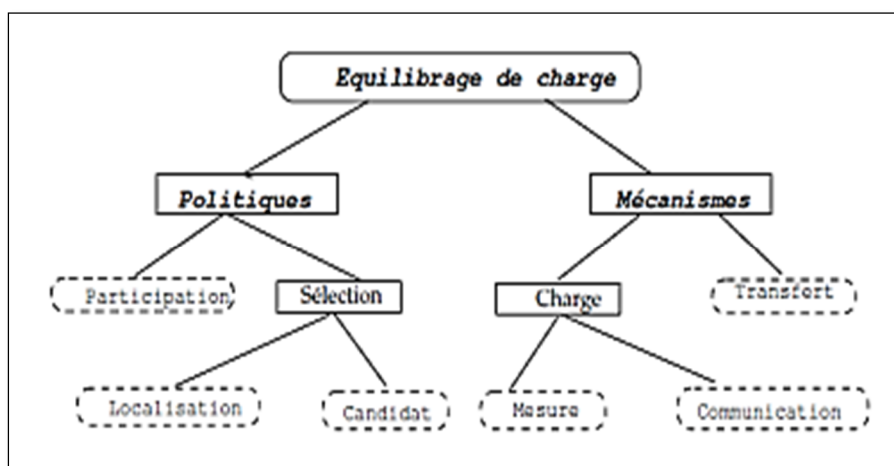 Equilibrage de charge
Politiques
Mécanismes
Participation
Sélection
Charge
Transfert
Localisation
Candidat
Mesure
Communication